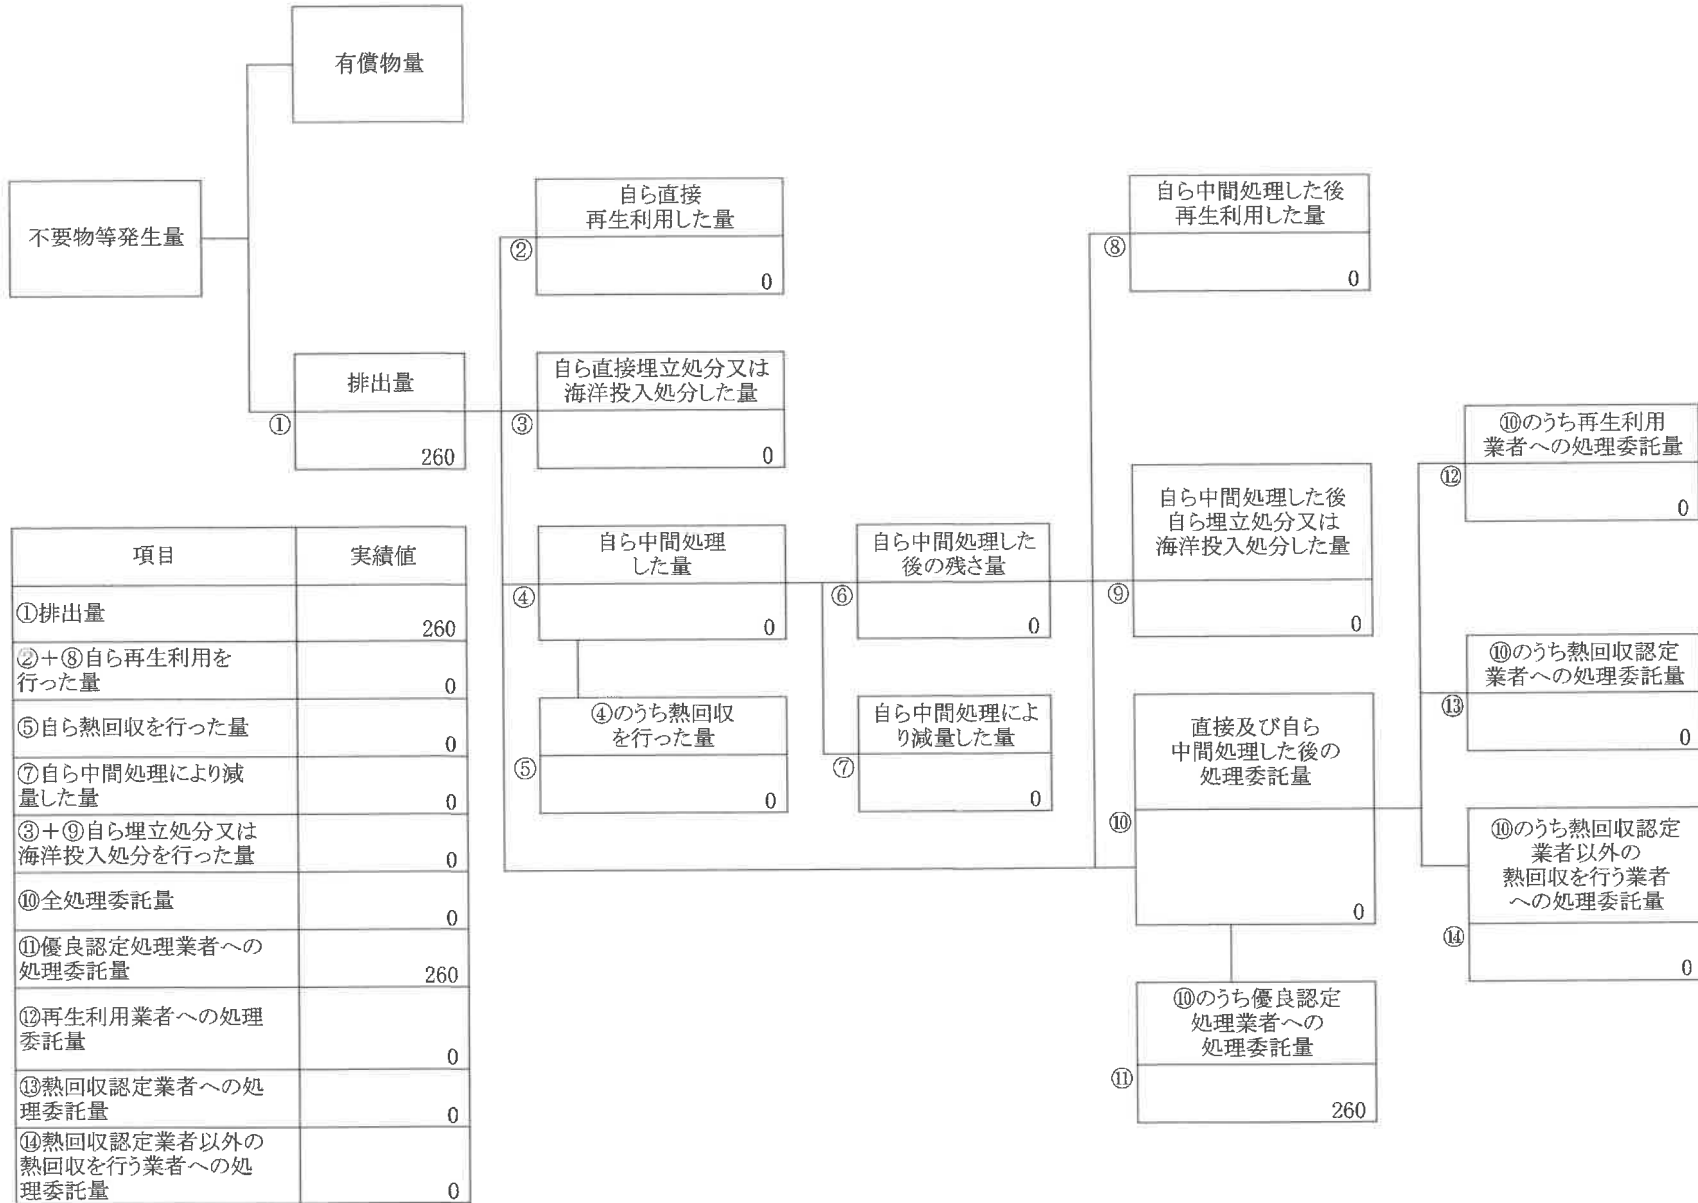 有償物量
不要物等発生量
排出量
①
260
自ら直接
再生利用した量
②
0
自ら直接埋立処分又は
海洋投入処分した量
③
0
自ら中間処理
した量
④
0
④のうち熱回収
を行った量
⑤
0
自ら中間処理した
後の残さ量
⑥
0
自ら中間処理によ
り減量した量
⑦
0
自ら中間処理した後
再生利用した量
⑧
0
自ら中間処理した後
自ら埋立処分又は
海洋投入処分した量
⑨
0
直接及び自ら
中間処理した後の
処理委託量
⑩
0
⑩のうち優良認定
処理業者への
処理委託量
⑪
260
⑩のうち再生利用
業者への処理委託量
⑫
0
⑩のうち熱回収認定
業者への処理委託量
⑬
0
⑩のうち熱回収認定
業者以外の
熱回収を行う業者
への処理委託量
⑭
0
項目 実績値
①排出量 260
②+⑧自ら再生利用を
行った量 0
⑤自ら熱回収を行った量 0
⑦自ら中間処理により減
量した量 0
③+⑨自ら埋立処分又は
海洋投入処分を行った量 0
⑩全処理委託量 0
⑪優良認定処理業者への
処理委託量 260
⑫再生利用業者への処理
委託量 0
⑬熱回収認定業者への処
理委託量 0
⑭熱回収認定業者以外の
熱回収を行う業者への処
理委託量 0